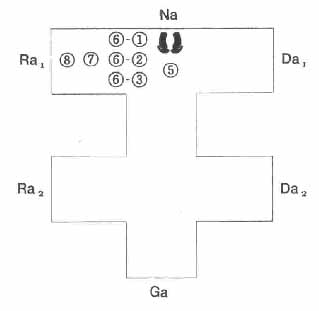 Na
⑥-①
Ra₁ ⑧ ⑦ ⑥-② ⑤ Da₁
⑥-③
Ra₂ Da₂
Ga